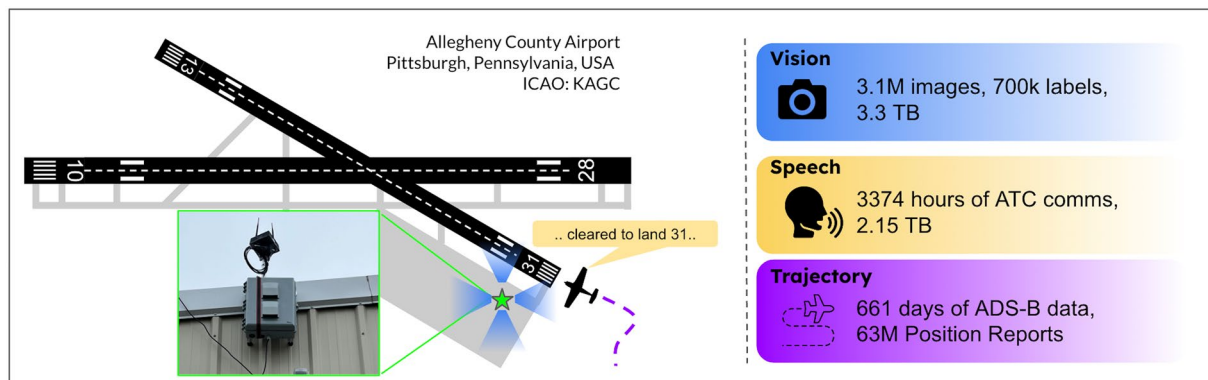 Allegheny County Airport
Pittsburgh, Pennsylvania, USA
ICAO: KAGC
13
10
28
31
.. cleared to land 31..
Vision
3.1M images, 700k labels,
3.3 TB
Speech
3374 hours of ATC comms,
2.15 TB
Trajectory
661 days of ADS-B data,
63M Position Reports